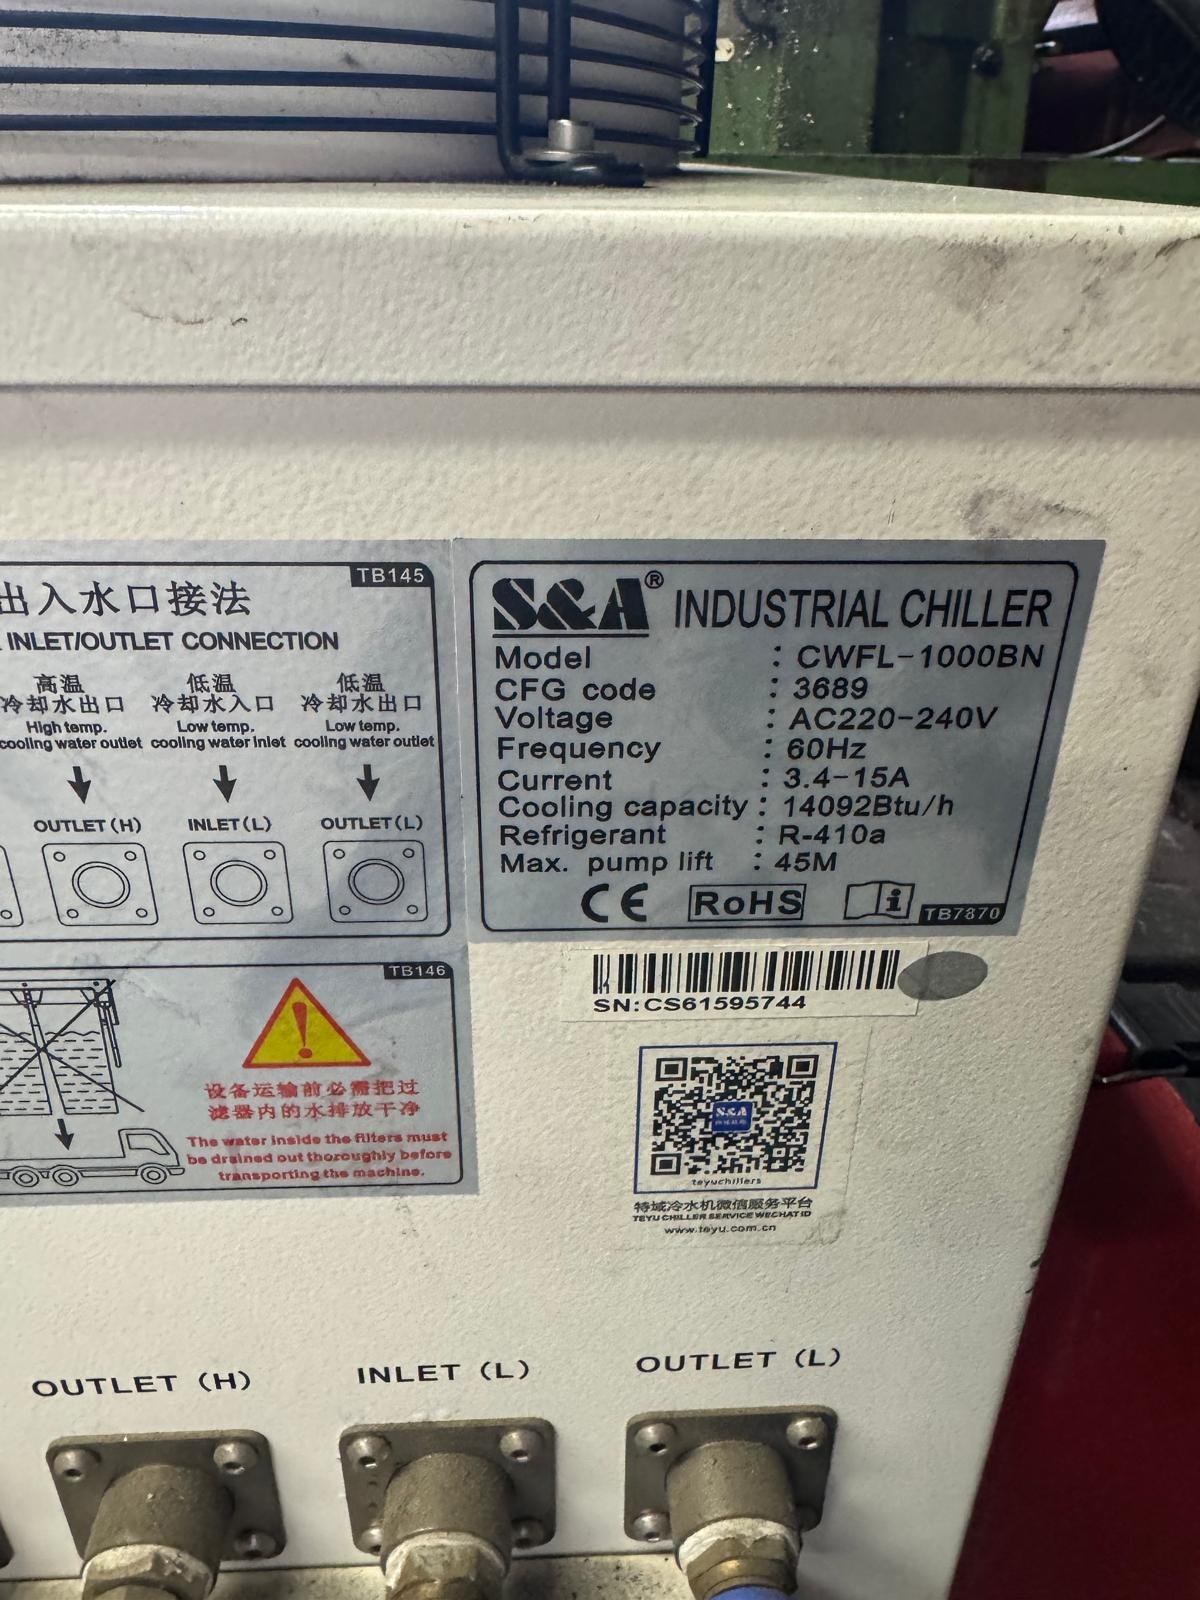 TB145
出入水口接法
INLET/OUTLET CONNECTION
高温
冷却水出口
High temp.
cooling water outlet
低温
冷却水入口
Low temp.
cooling water inlet
低温
冷却水出口
Low temp.
cooling water outlet
OUTLET (H)
INLET (L)
OUTLET (L)
S&A® INDUSTRIAL CHILLER
Model : CWFL-1000BN
CFG code : 3689
Voltage : AC220-240V
Frequency : 60Hz
Current : 3.4-15A
Cooling capacity : 14092Btu/h
Refrigerant : R-410a
Max. pump lift : 45M
CE RoHS i TB7870
TB146
设备运输前必需把过
滤器内的水排放干净
The water inside the filters must
be drained out thoroughly before
transporting the machine.
SN:CS61595744
S&A
teyuchillers
特域冷水机微信服务平台
TEYU CHILLER SERVICE WECHAT ID
www.teyu.com.cn
OUTLET (H)
INLET (L)
OUTLET (L)